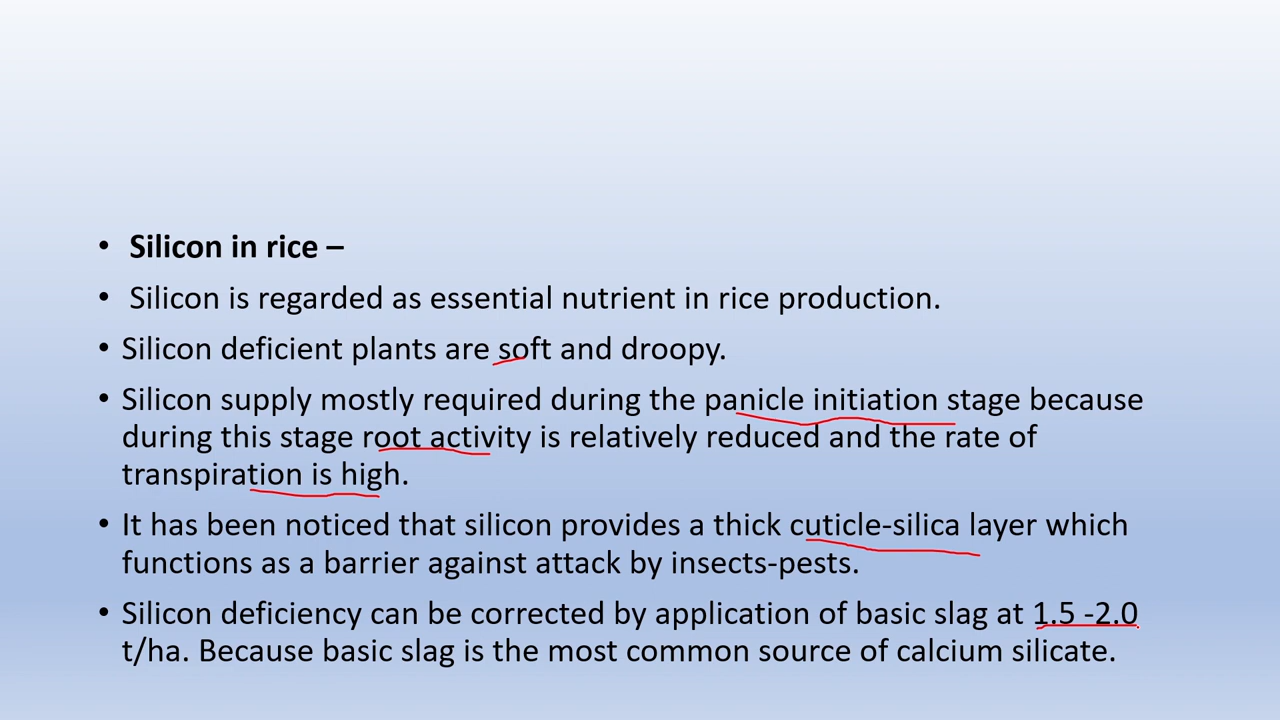 • Silicon in rice –
• Silicon is regarded as essential nutrient in rice production.
• Silicon deficient plants are soft and droopy.
• Silicon supply mostly required during the panicle initiation stage because
during this stage root activity is relatively reduced and the rate of
transpiration is high.
• It has been noticed that silicon provides a thick cuticle-silica layer which
functions as a barrier against attack by insects-pests.
• Silicon deficiency can be corrected by application of basic slag at 1.5 -2.0
t/ha. Because basic slag is the most common source of calcium silicate.